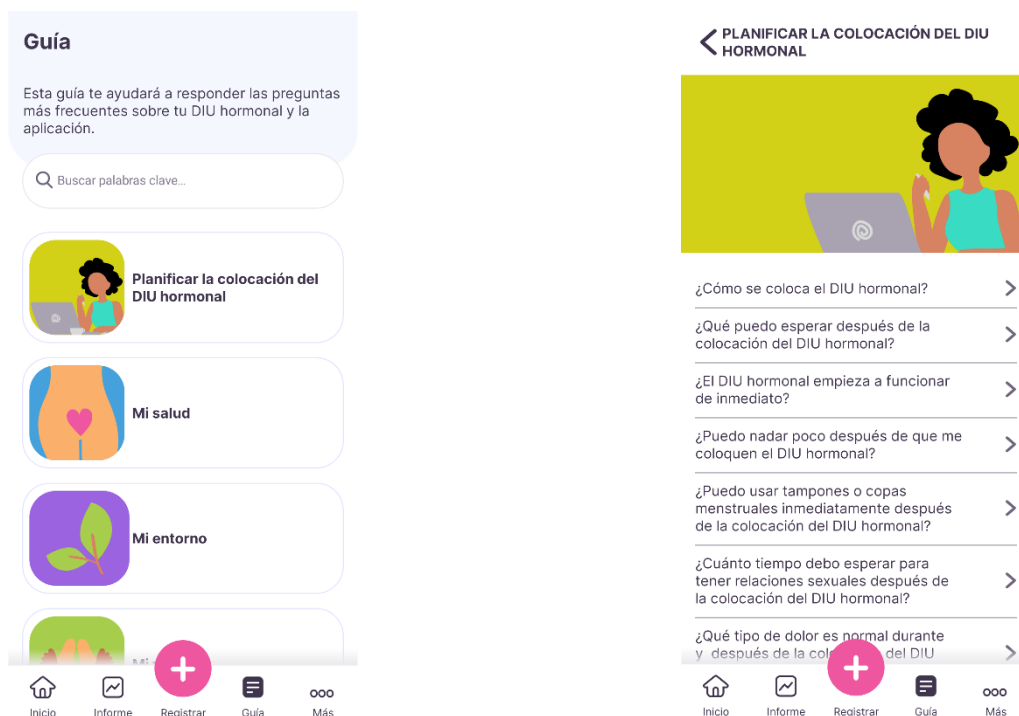 Guía
Esta guía te ayudará a responder las preguntas
más frecuentes sobre tu DIU hormonal y la
aplicación.
Buscar palabras clave...
Planificar la colocación del
DIU hormonal
Mi salud
Mi entorno
Mi
Inicio
Informe
Registrar
Guía
Más
PLANIFICAR LA COLOCACIÓN DEL DIU
HORMONAL
¿Cómo se coloca el DIU hormonal?
¿Qué puedo esperar después de la
colocación del DIU hormonal?
¿El DIU hormonal empieza a funcionar
de inmediato?
¿Puedo nadar poco después de que me
coloquen el DIU hormonal?
¿Puedo usar tampones o copas
menstruales inmediatamente después
de la colocación del DIU hormonal?
¿Cuánto tiempo debo esperar para
tener relaciones sexuales después de
la colocación del DIU hormonal?
¿Qué tipo de dolor es normal durante
y después de la del DIU
Inicio
Informe
Registrar
Guía
Más